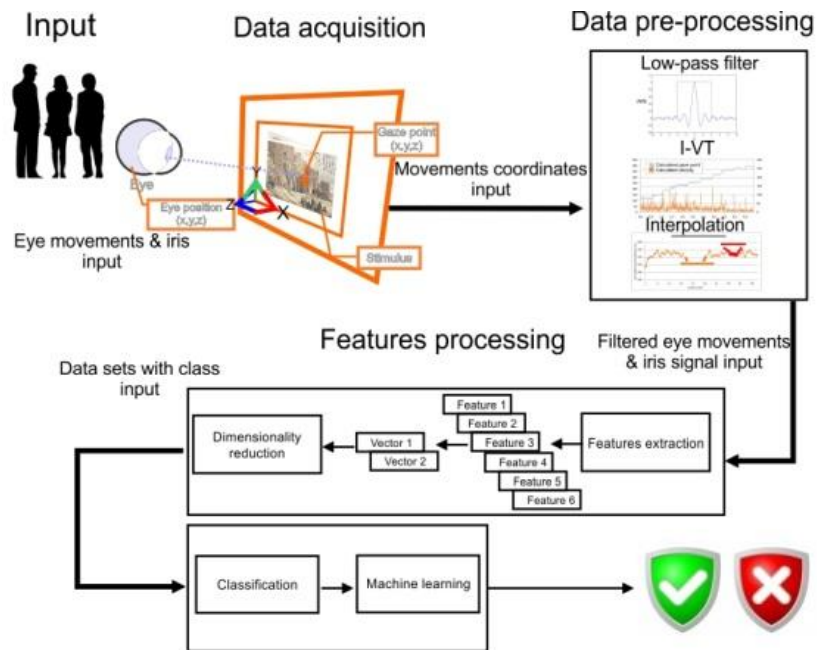 Input
Data acquisition
Data pre-processing
Low-pass filter
I-VT
Interpolation
Eye
Eye position
(x,y,z)
Gaze point
(x,y,z)
Y
Z
X
Stimulus
Eye movements & iris
input
Movements coordinates
input
Features processing
Filtered eye movements
& iris signal input
Data sets with class
input
Dimensionality
reduction
Vector 1
Vector 2
Feature 1
Feature 2
Feature 3
Feature 4
Feature 5
Feature 6
Features extraction
Classification
Machine learning